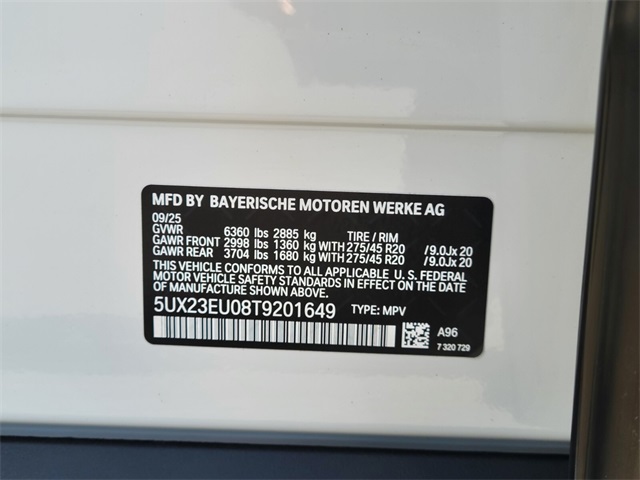 MFD BY BAYERISCHE MOTOREN WERKE AG
09/25
GVWR 6360 lbs 2885 kg TIRE / RIM
GAWR FRONT 2998 lbs 1360 kg WITH 275/45 R20 /9.0Jx 20
GAWR REAR 3704 lbs 1680 kg WITH 275/45 R20 /9.0Jx 20
THIS VEHICLE CONFORMS TO ALL APPLICABLE U. S. FEDERAL
MOTOR VEHICLE SAFETY STANDARDS IN EFFECT ON THE
DATE OF MANUFACTURE SHOWN ABOVE.
5UX23EU08T9201649 TYPE: MPV
A96
7 320 729